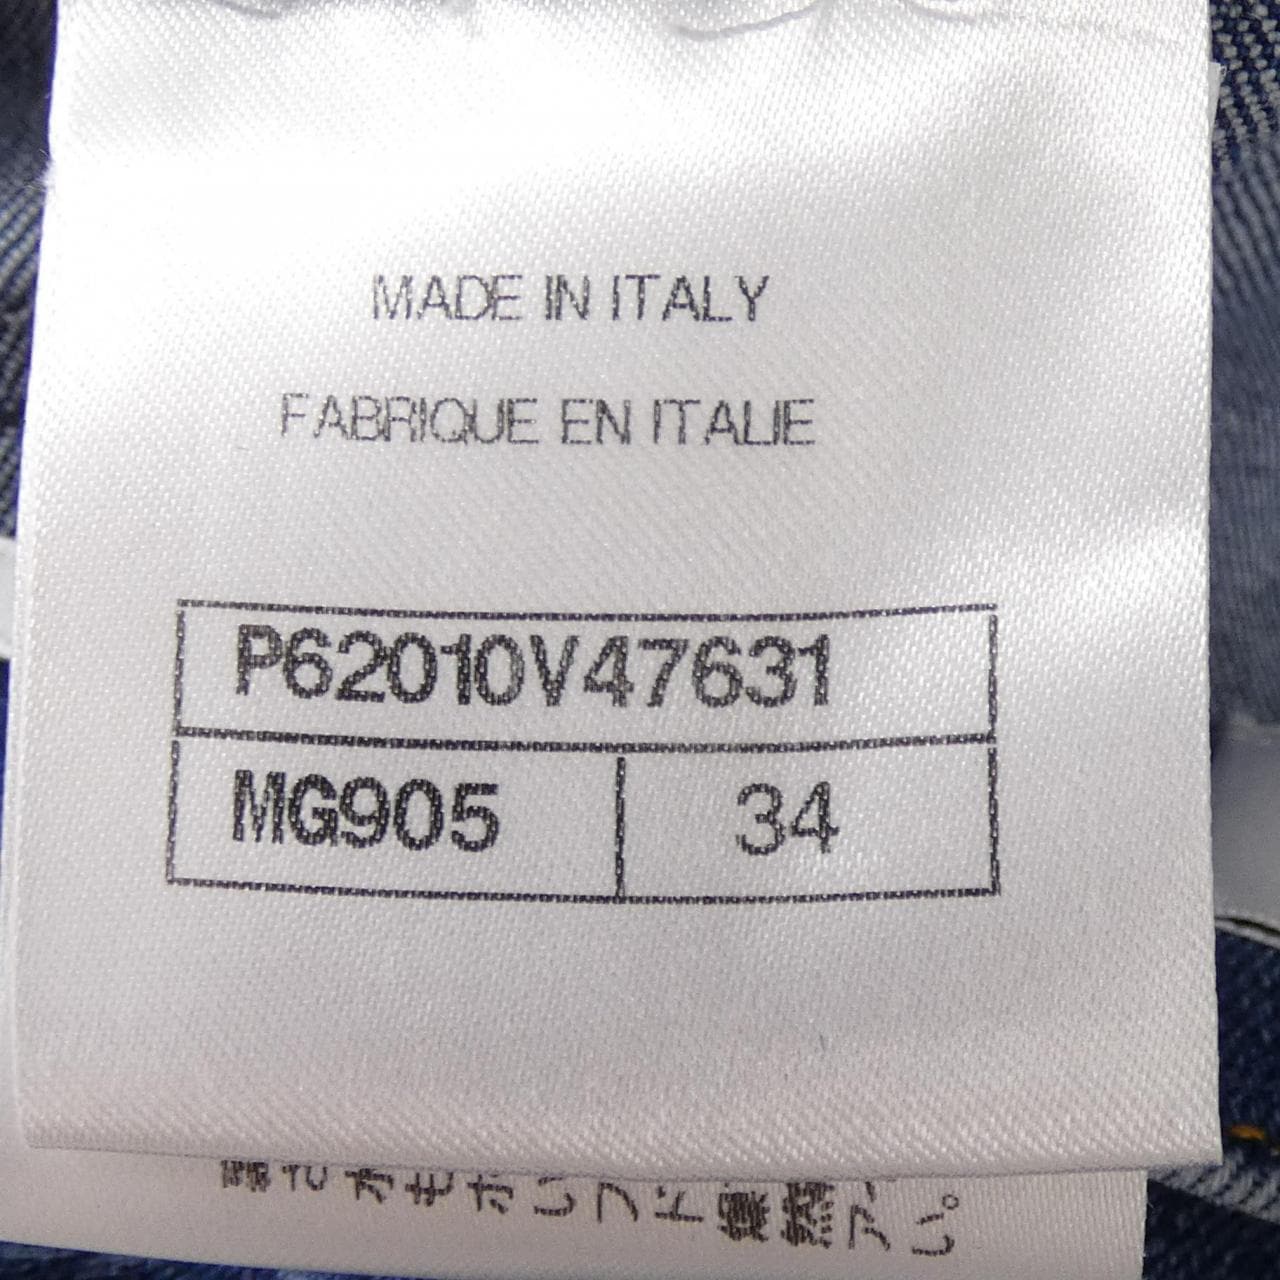 MADE IN ITALY
FABRIQUE EN ITALIE
P62010V47631
MG905 34